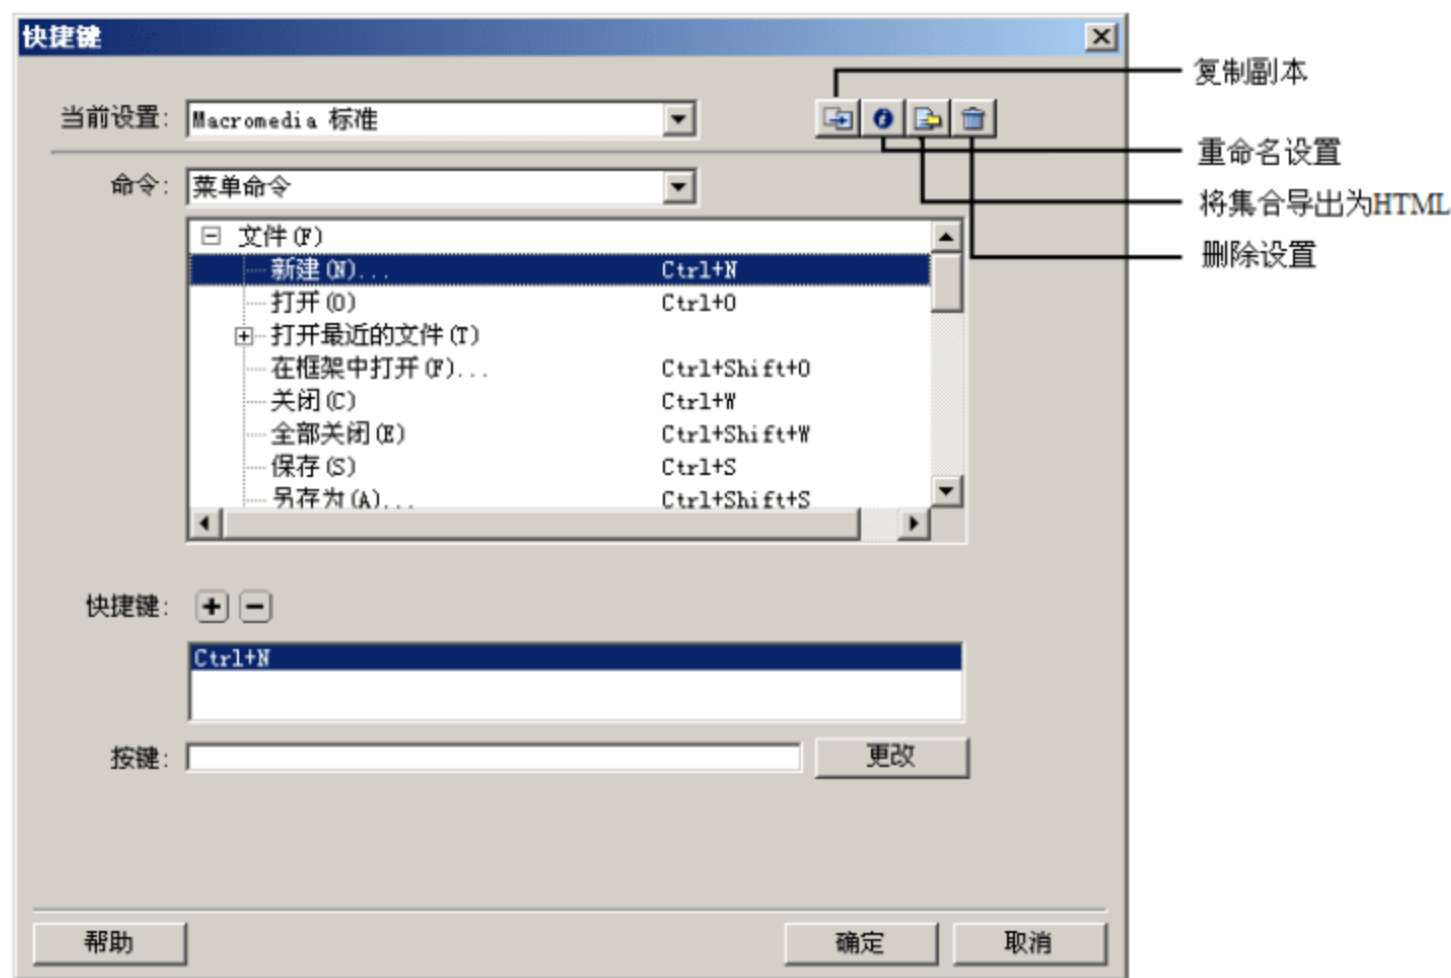 快捷键
复制副本
当前设置: Macromedia 标准
重命名设置
命令: 菜单命令
将集合导出为HTML
文件(F)
删除设置
新建(N)... Ctrl+N
打开(O) Ctrl+O
打开最近的文件(T)
在框架中打开(F)... Ctrl+Shift+O
关闭(C) Ctrl+W
全部关闭(E) Ctrl+Shift+W
保存(S) Ctrl+S
另存为(A)... Ctrl+Shift+S
快捷键:
Ctrl+N
按键: 更改
帮助 确定 取消